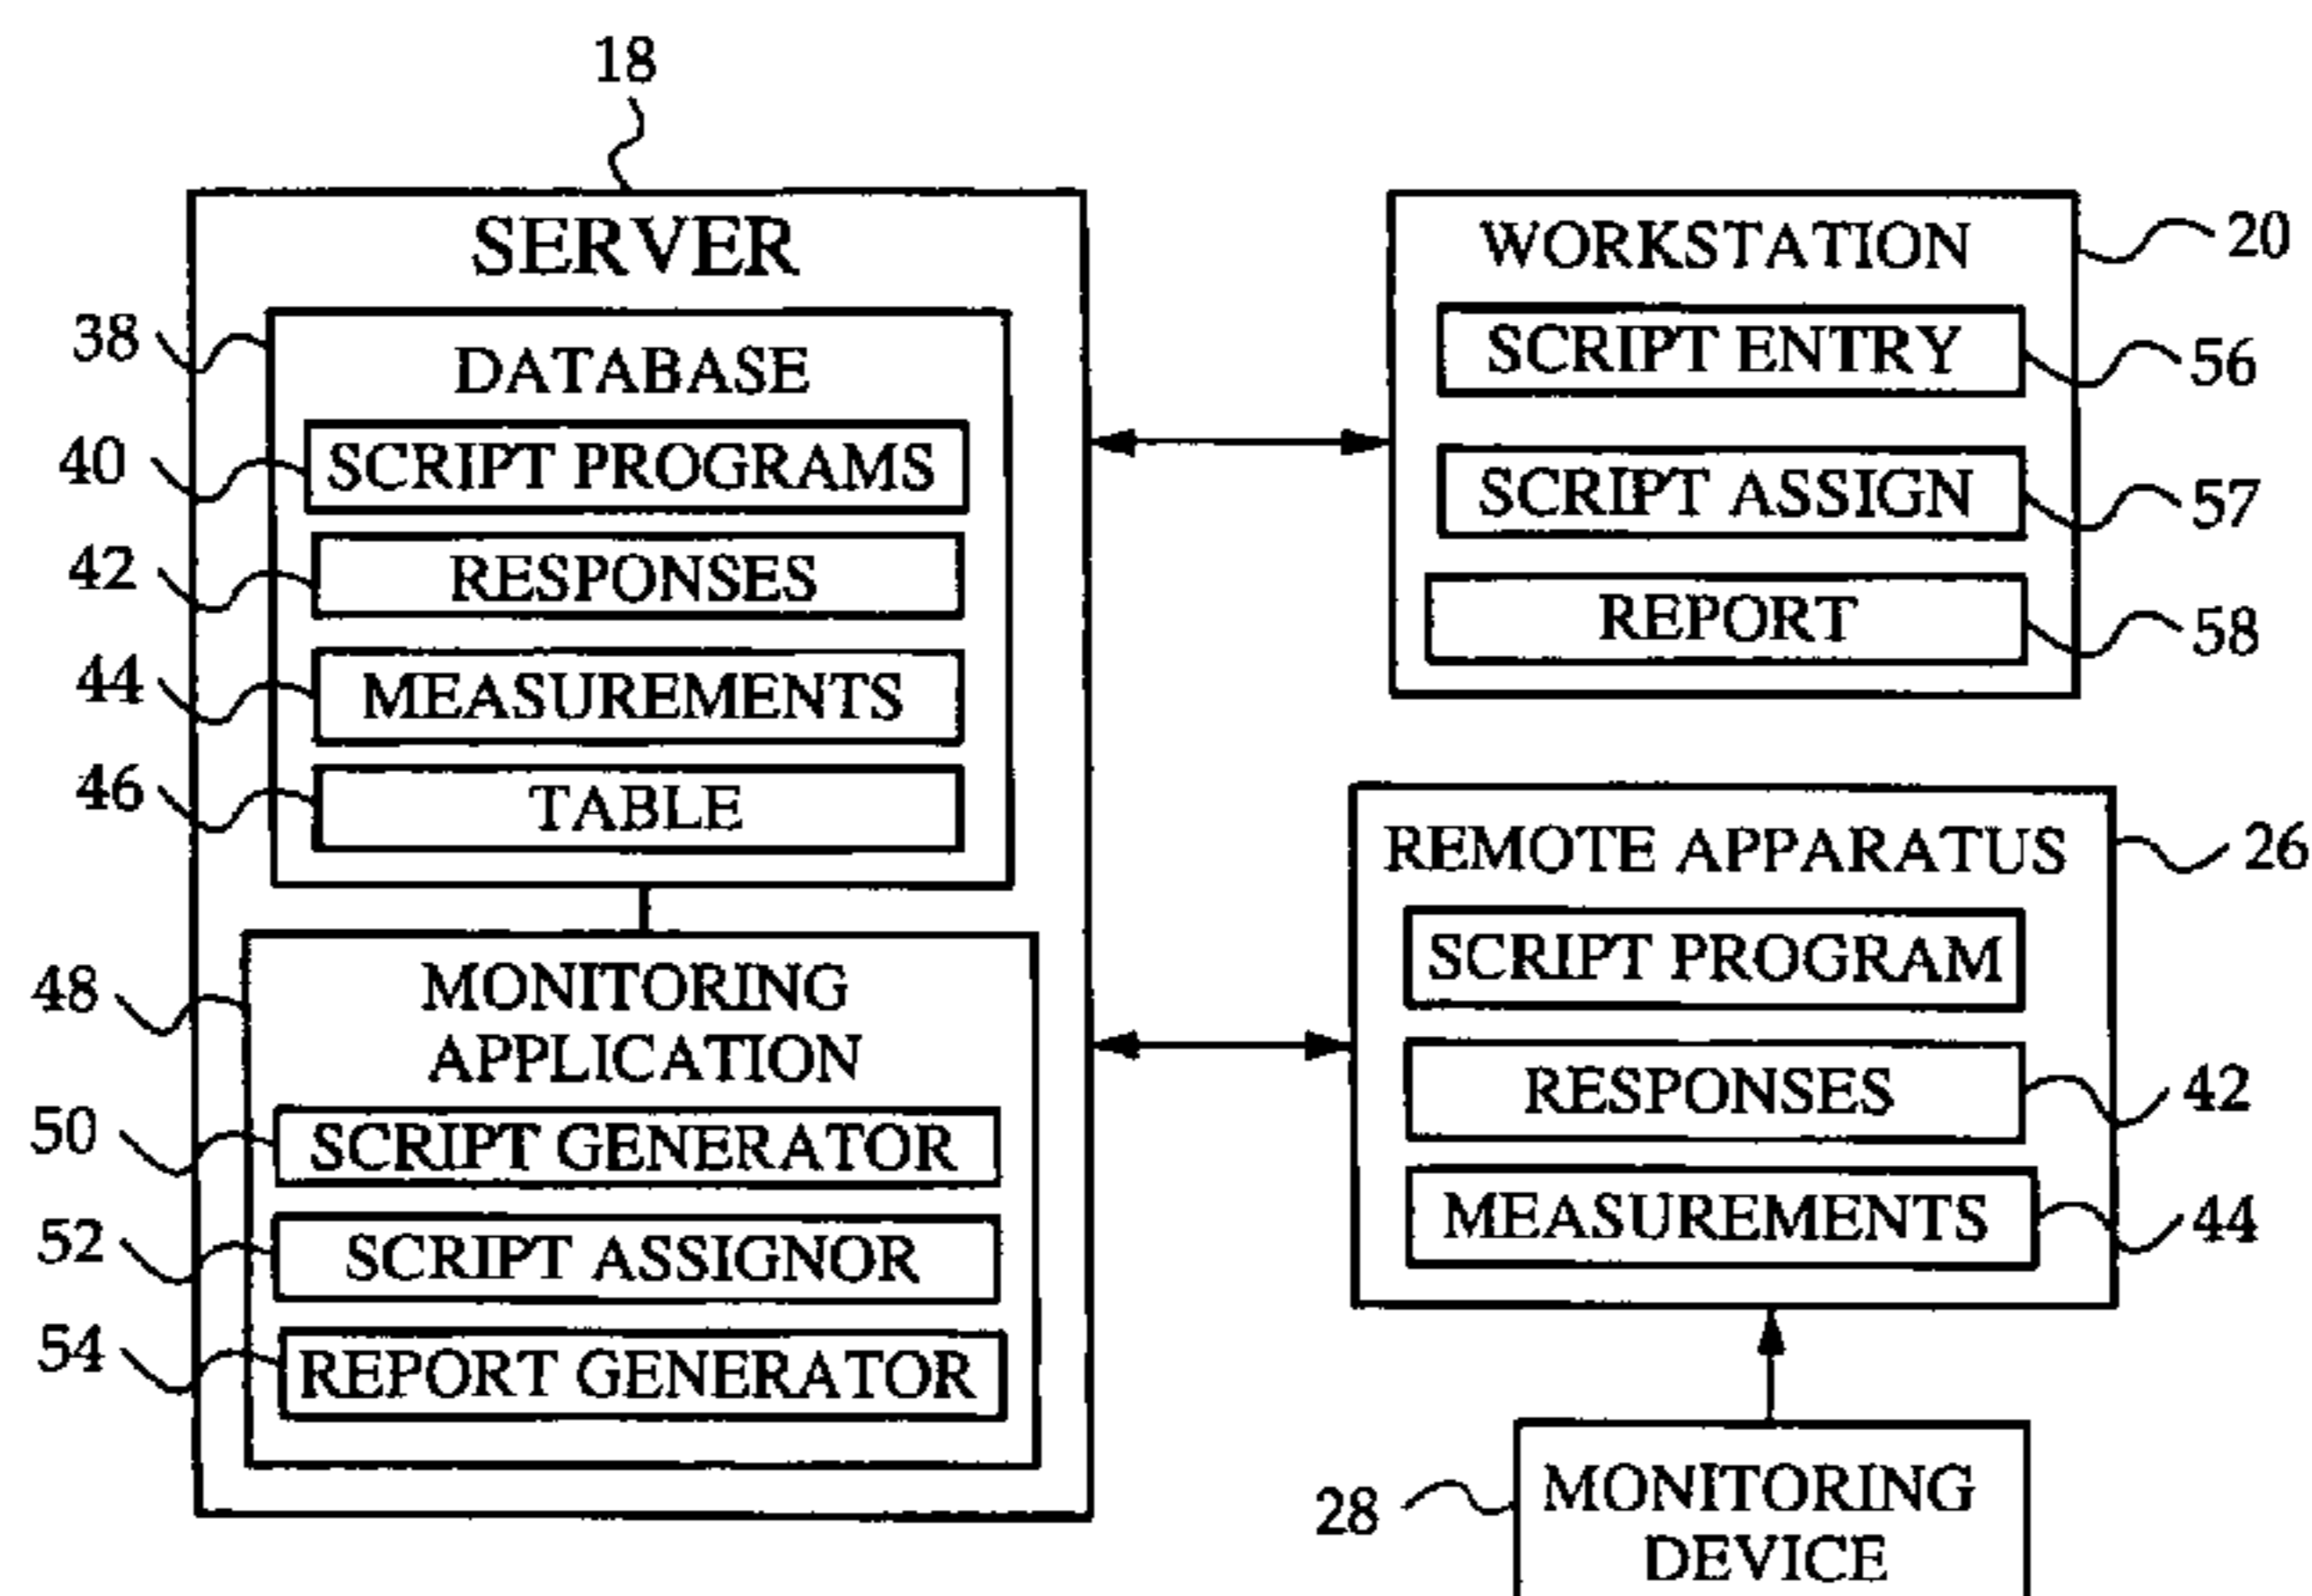 18
SERVER
38
DATABASE
40
SCRIPT PROGRAMS
42
RESPONSES
44
MEASUREMENTS
46
TABLE
48
MONITORING
APPLICATION
50
SCRIPT GENERATOR
52
SCRIPT ASSIGNOR
54
REPORT GENERATOR
WORKSTATION
20
SCRIPT ENTRY
56
SCRIPT ASSIGN
57
REPORT
58
REMOTE APPARATUS
26
SCRIPT PROGRAM
RESPONSES
42
MEASUREMENTS
44
28
MONITORING
DEVICE